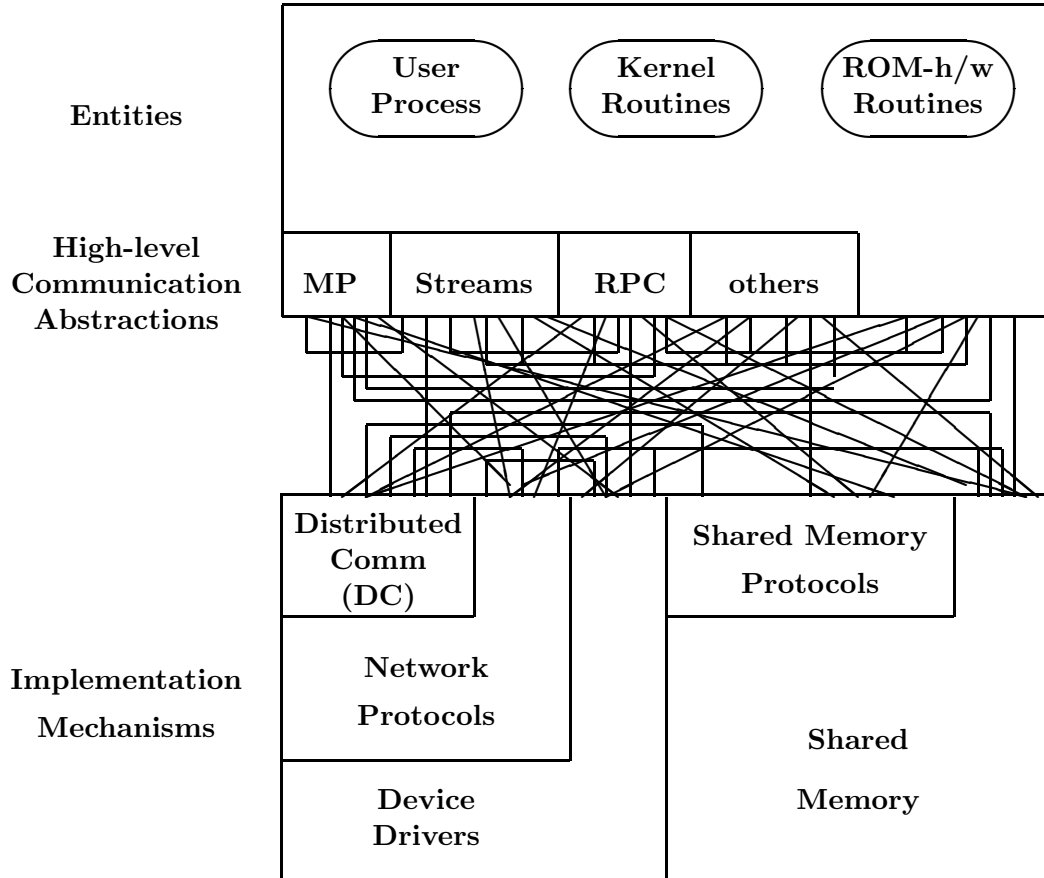 User
Process
Kernel
Routines
ROM-h/w
Routines
Entities
High-level
Communication
Abstractions
MP
Streams
RPC
others
Distributed
Comm
(DC)
Shared Memory
Protocols
Network
Protocols
Implementation
Mechanisms
Shared
Memory
Device
Drivers